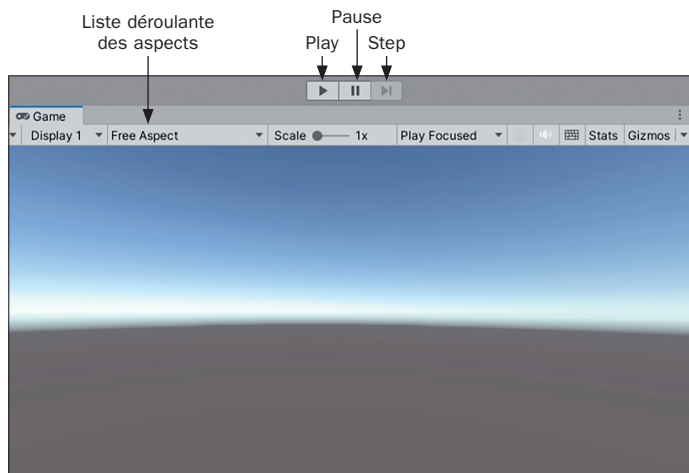 Liste déroulante
des aspects
Pause
Play
Step
Game
Display 1
Free Aspect
Scale
1x
Play Focused
Stats
Gizmos